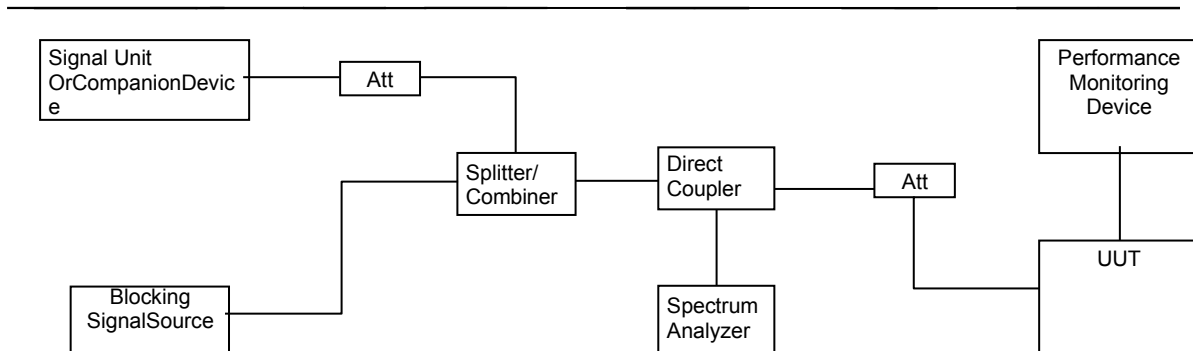 Signal Unit
OrCompanionDevic
e
Att
Performance
Monitoring
Device
Splitter/
Combiner
Direct
Coupler
Att
Blocking
SignalSource
Spectrum
Analyzer
UUT